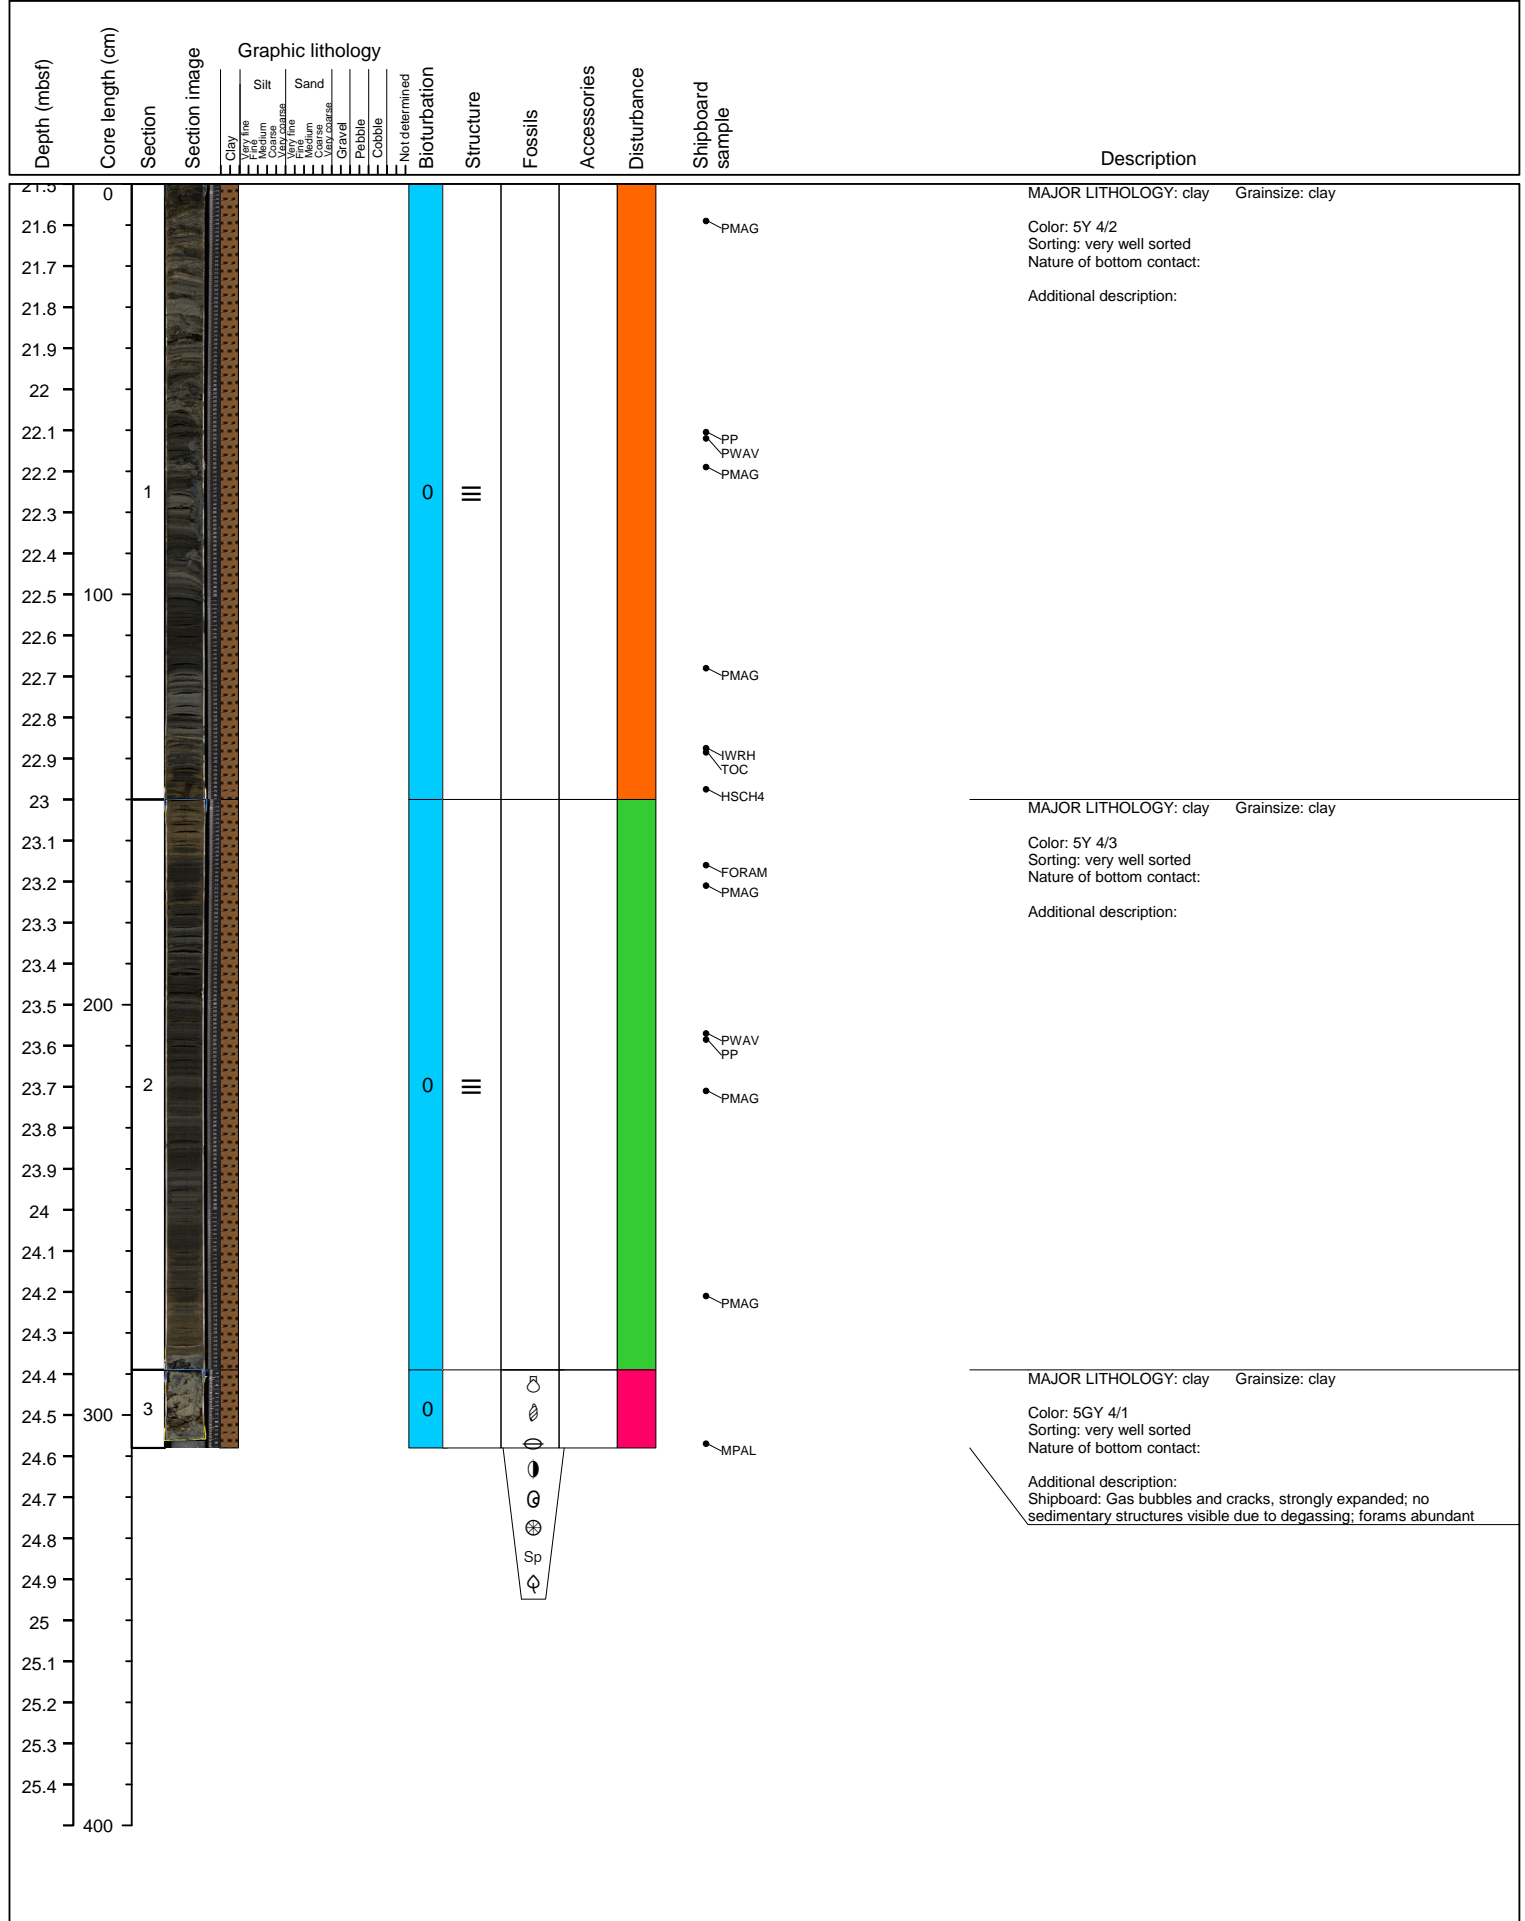 Depth (mbsf)
Core length (cm)
Section
Section image
Graphic lithology
Clay
Silt
Very fine
Fine
Medium
Coarse
Very coarse
Sand
Very fine
Fine
Medium
Coarse
Very coarse
Gravel
Pebble
Cobble
Not determined
Bioturbation
Structure
Fossils
Accessories
Disturbance
Shipboard
sample
Description
21.5
21.6
21.7
21.8
21.9
22
22.1
22.2
22.3
22.4
22.5
22.6
22.7
22.8
22.9
23
23.1
23.2
23.3
23.4
23.5
23.6
23.7
23.8
23.9
24
24.1
24.2
24.3
24.4
24.5
24.6
24.7
24.8
24.9
25
25.1
25.2
25.3
25.4
0
100
200
300
400
1
2
3
0
0
0
Sp
PMAG
PP
PWAV
PMAG
PMAG
IWRH
TOC
HSCH4
FORAM
PMAG
PWAV
PP
PMAG
PMAG
MPAL
MAJOR LITHOLOGY: clay Grainsize: clay
Color: 5Y 4/2
Sorting: very well sorted
Nature of bottom contact:
Additional description:
MAJOR LITHOLOGY: clay Grainsize: clay
Color: 5Y 4/3
Sorting: very well sorted
Nature of bottom contact:
Additional description:
MAJOR LITHOLOGY: clay Grainsize: clay
Color: 5GY 4/1
Sorting: very well sorted
Nature of bottom contact:
Additional description:
Shipboard: Gas bubbles and cracks, strongly expanded; no
sedimentary structures visible due to degassing; forams abundant